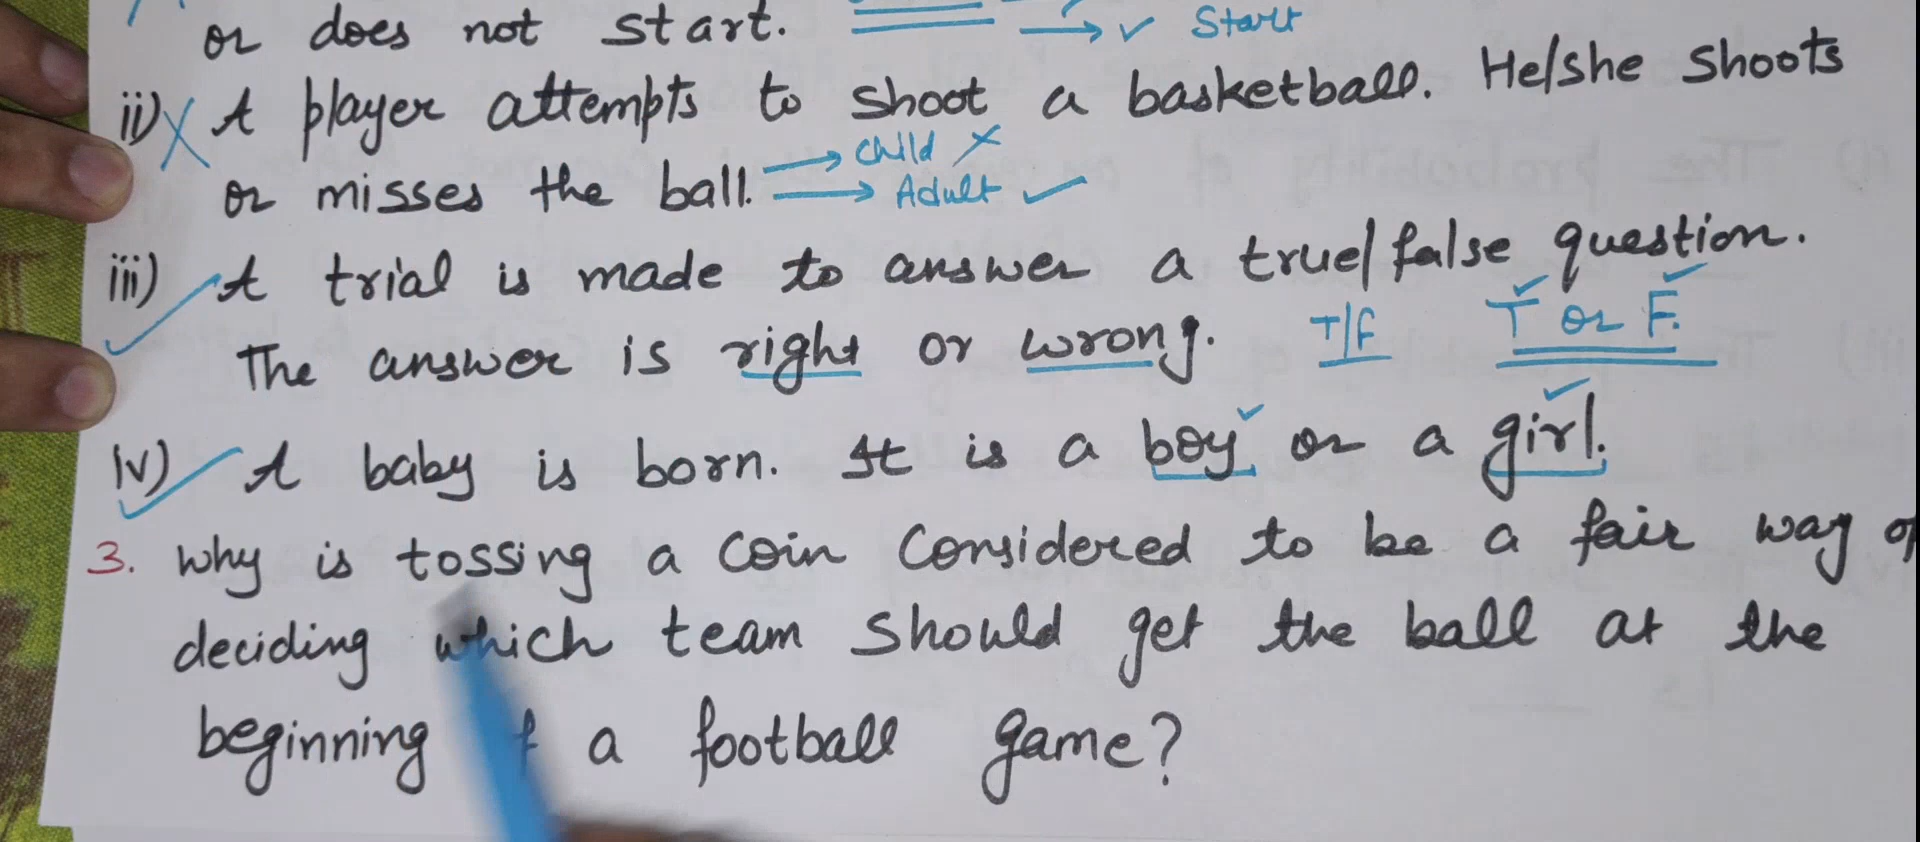 or does not start. → ✓ Start
ii) X A player attempts to shoot a basketball. He/she shoots
→ child X
or misses the ball. → Adult ✓
iii) ✓ A trial is made to answer a true/false question.
The answer is right or wrong. T/F T or F.
iv) ✓ A baby is born. It is a boy or a girl.
3. Why is tossing a coin Considered to be a fair way of
deciding which team should get the ball at the
beginning a football game?